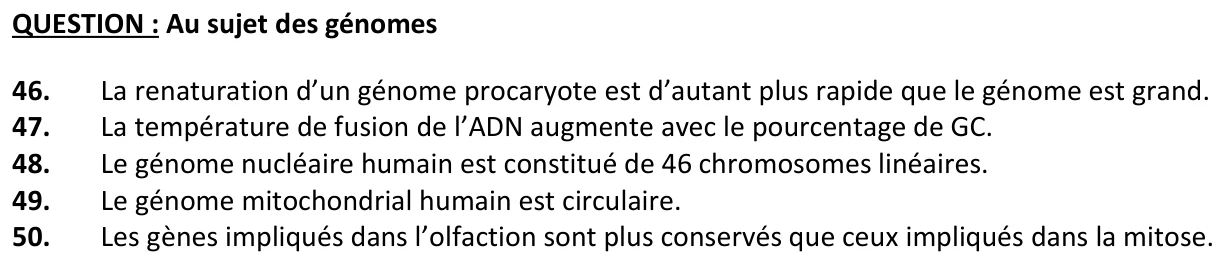 QUESTION : Au sujet des génomes
46. La renaturation d’un génome procaryote est d’autant plus rapide que le génome est grand.
47. La température de fusion de l’ADN augmente avec le pourcentage de GC.
48. Le génome nucléaire humain est constitué de 46 chromosomes linéaires.
49. Le génome mitochondrial humain est circulaire.
50. Les gènes impliqués dans l’olfaction sont plus conservés que ceux impliqués dans la mitose.